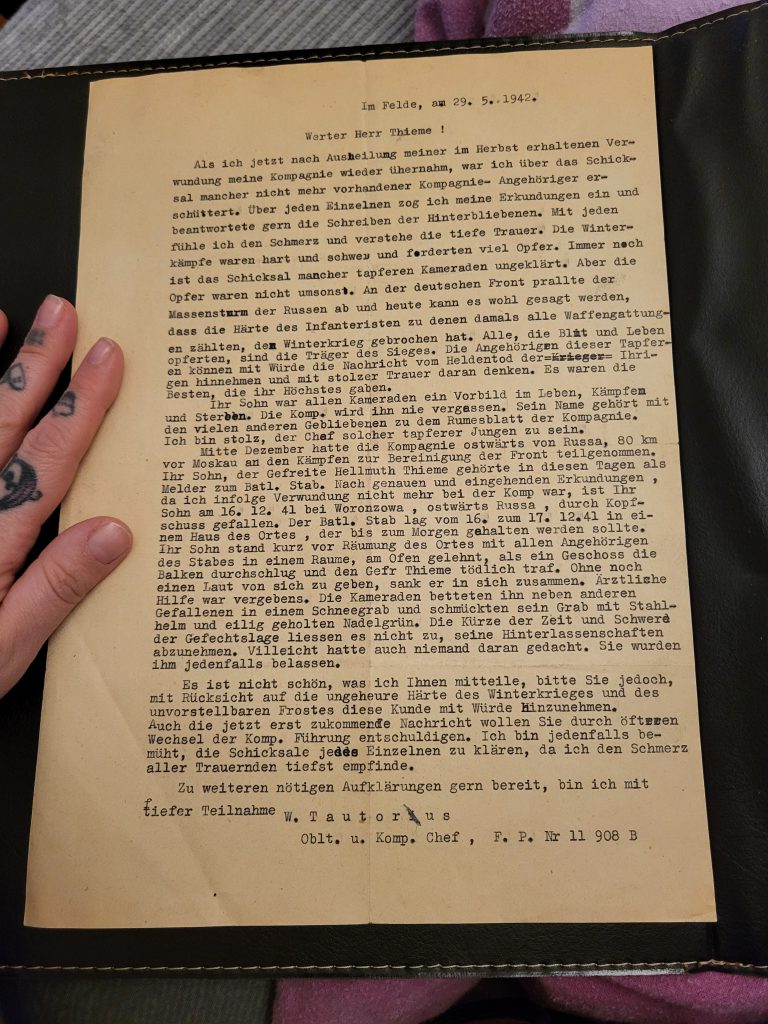 Im Felde, am 29. 5. 1942.
Werter Herr Thieme !
Als ich jetzt nach Ausheilung meiner im Herbst erhaltenen Ver-
wundung meine Kompagnie wieder übernahm, war ich über das Schick-
sal mancher nicht mehr vorhandener Kompagnie- Angehöriger er-
schüttert. Über jeden Einzelnen zog ich meine Erkundungen ein und
beantwortete gern die Schreiben der Hinterbliebenen. Mit jeden
fühle ich den Schmerz und verstehe die tiefe Trauer. Die Winter-
kämpfe waren hart und schwer und forderten viel Opfer. Immer noch
ist das Schicksal mancher tapferen Kameraden ungeklärt. Aber die
Opfer waren nicht umsonst. An der deutschen Front prallte der
Massensturm der Russen ab und heute kann es wohl gesagt werden,
dass die Härte des Infanteristen zu denen damals alle Waffengattung-
en zählten, dem Winterkrieg gebrochen hat. Alle, die Blut und Leben
opferten, sind die Träger des Sieges. Die Angehörigen dieser Tapfer-
en können mit Würde die Nachricht vom Heldentod der Krieger Ihri-
gen hinnehmen und mit stolzer Trauer daran denken. Es waren die
Besten, die ihr Höchstes gaben.
Ihr Sohn war allen Kameraden ein Vorbild im Leben, Kämpfen
und Sterben. Die Komp. wird ihn nie vergessen. Sein Name gehört mit
den vielen anderen Gebliebenen zu dem Rumesblatt der Kompagnie.
Ich bin stolz, der Chef solcher tapferer Jungen zu sein.
Mitte Dezember hatte die Kompagnie ostwärts von Russa, 80 km
vor Moskau an den Kämpfen zur Bereinigung der Front teilgenommen.
Ihr Sohn, der Gefreite Hellmuth Thieme gehörte in diesen Tagen als
Melder zum Batl. Stab. Nach genauen und eingehenden Erkundungen ,
da ich infolge Verwundung nicht mehr bei der Komp war, ist Ihr
Sohn am 16. 12. 41 bei Woronzowa , ostwärts Russa , durch Kopf-
schuss gefallen. Der Batl. Stab lag vom 16. zum 17. 12.41 in ei-
nem Haus des Ortes , der bis zum Morgen gehalten werden sollte.
Ihr Sohn stand kurz vor Räumung des Ortes mit allen Angehörigen
des Stabes in einem Raume, am Ofen gelehnt, als ein Geschoss die
Balken durchschlug und den Gefr Thieme tödlich traf. Ohne noch
einen Laut von sich zu geben, sank er in sich zusammen. Ärztliche
Hilfe war vergebens. Die Kameraden betteten ihn neben anderen
Gefallenen in einem Schneegrab und schmückten sein Grab mit Stahl-
helm und eilig geholten Nadelgrün. Die Kürze der Zeit und Schwere
der Gefechtslage liessen es nicht zu, seine Hinterlassenschaften
abzunehmen. Villeicht hatte auch niemand daran gedacht. Sie wurden
ihm jedenfalls belassen.
Es ist nicht schön, was ich Ihnen mitteile, bitte Sie jedoch,
mit Rücksicht auf die ungeheure Härte des Winterkrieges und des
unvorstellbaren Frostes diese Kunde mit Würde Hinzunehmen.
Auch die jetzt erst zukommende Nachricht wollen Sie durch öfteren
Wechsel der Komp. Führung entschuldigen. Ich bin jedenfalls be-
müht, die Schicksale jedes Einzelnen zu klären, da ich den Schmerz
aller Trauernden tiefst empfinde.
Zu weiteren nötigen Aufklärungen gern bereit, bin ich mit
tiefer Teilnahme W. Tautorius
Oblt. u. Komp. Chef , F. P. Nr 11 908 B